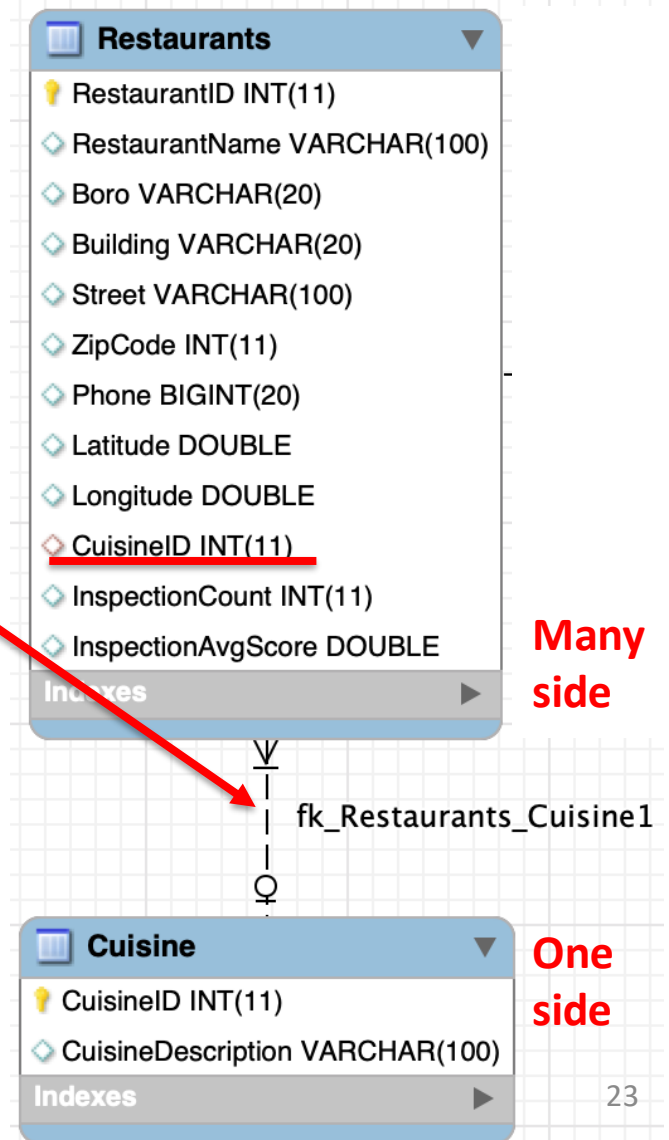 Restaurants
RestaurantID INT(11)
RestaurantName VARCHAR(100)
Boro VARCHAR(20)
Building VARCHAR(20)
Street VARCHAR(100)
ZipCode INT(11)
Phone BIGINT(20)
Latitude DOUBLE
Longitude DOUBLE
CuisineID INT(11)
InspectionCount INT(11)
InspectionAvgScore DOUBLE
Indexes
Many
side
fk_Restaurants_Cuisine1
Cuisine
CuisineID INT(11)
CuisineDescription VARCHAR(100)
Indexes
One
side
23